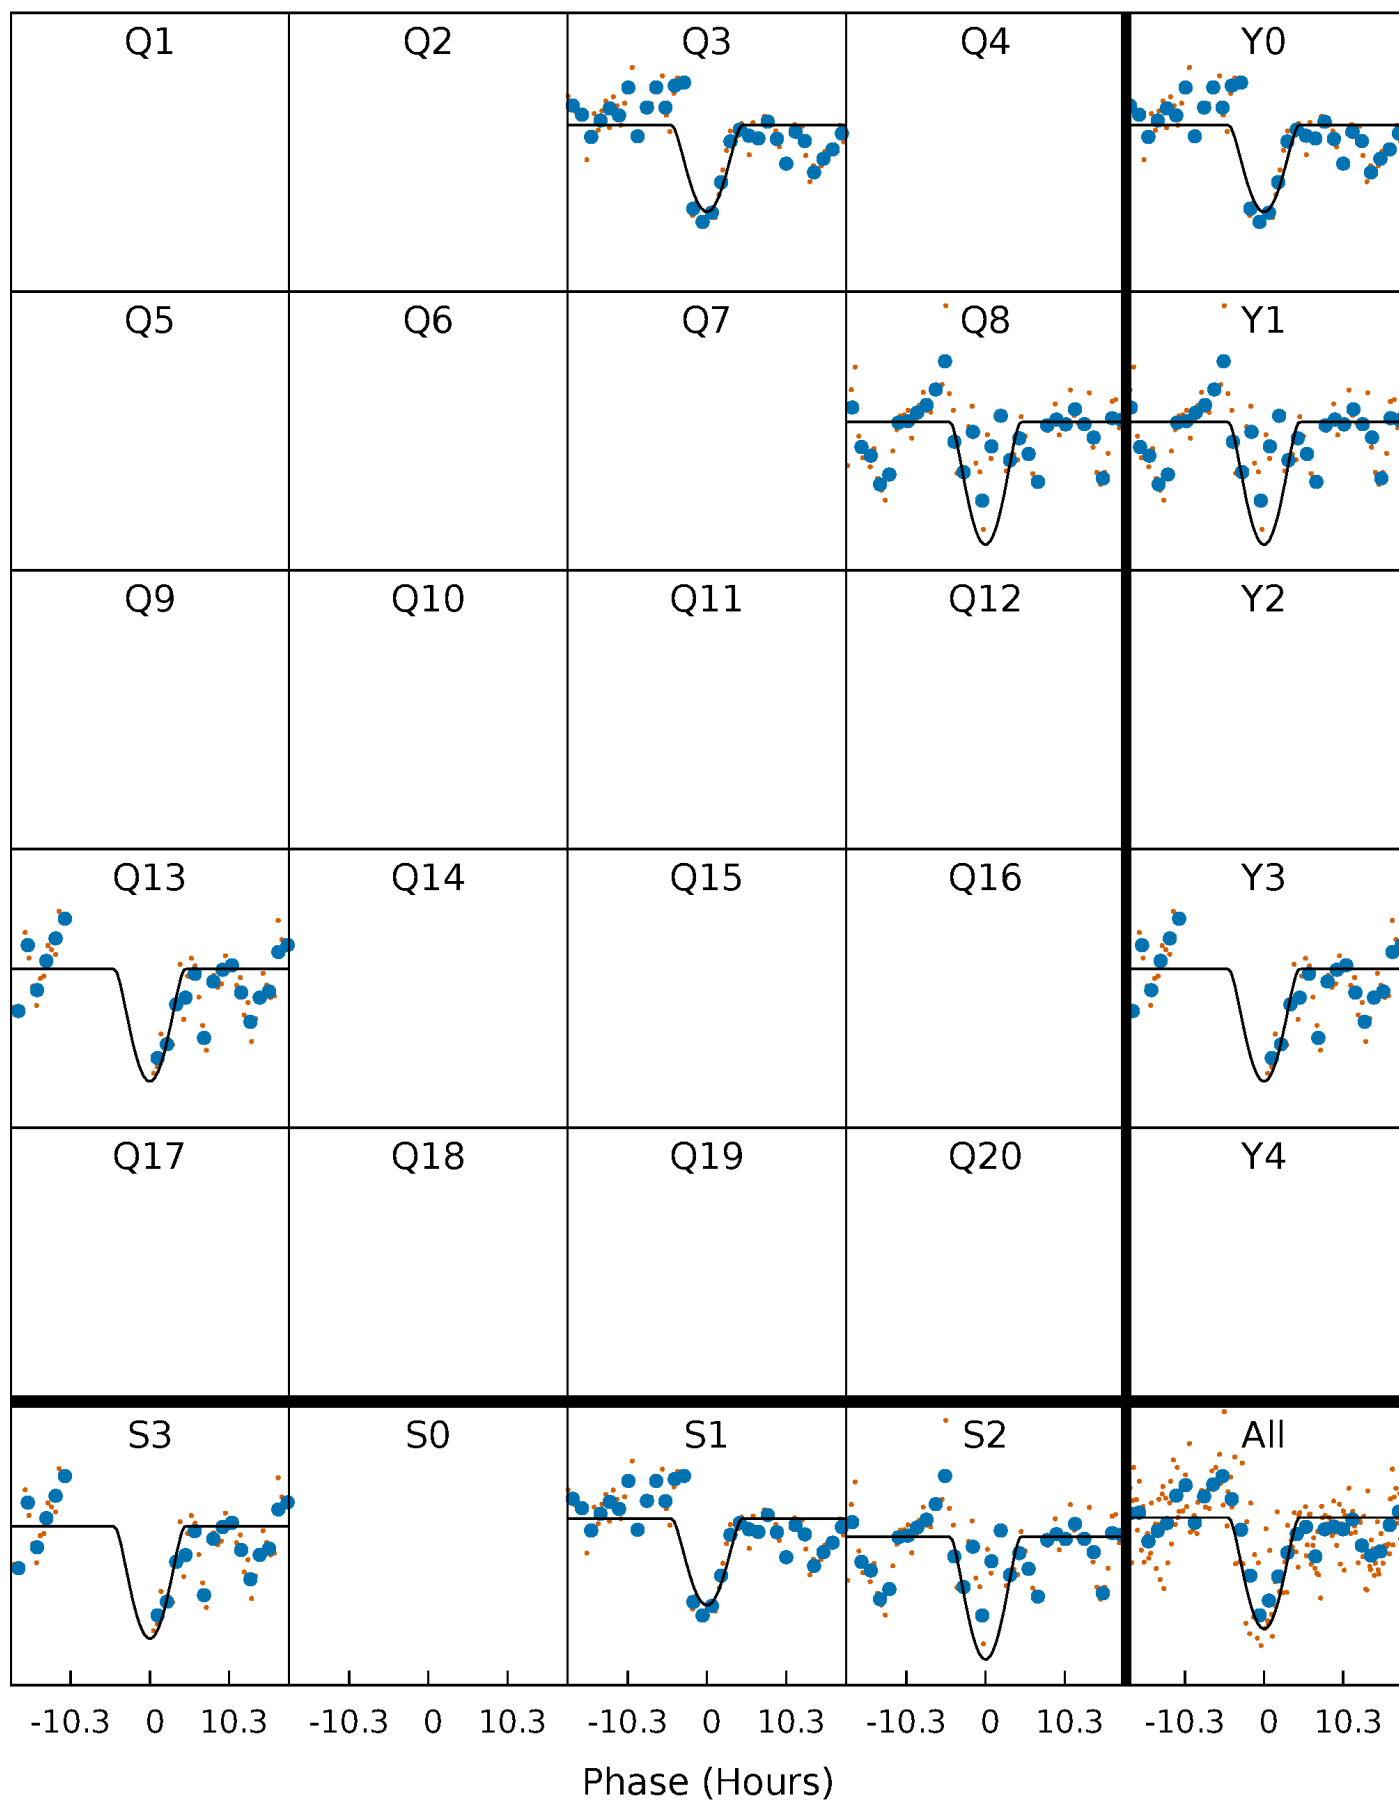 Q1 Q2 Q3 Q4 Y0
Q5 Q6 Q7 Q8 Y1
Q9 Q10 Q11 Q12 Y2
Q13 Q14 Q15 Q16 Y3
Q17 Q18 Q19 Q20 Y4
S3 S0 S1 S2 All
-10.3 0 10.3 -10.3 0 10.3 -10.3 0 10.3 -10.3 0 10.3 -10.3 0 10.3
Phase (Hours)